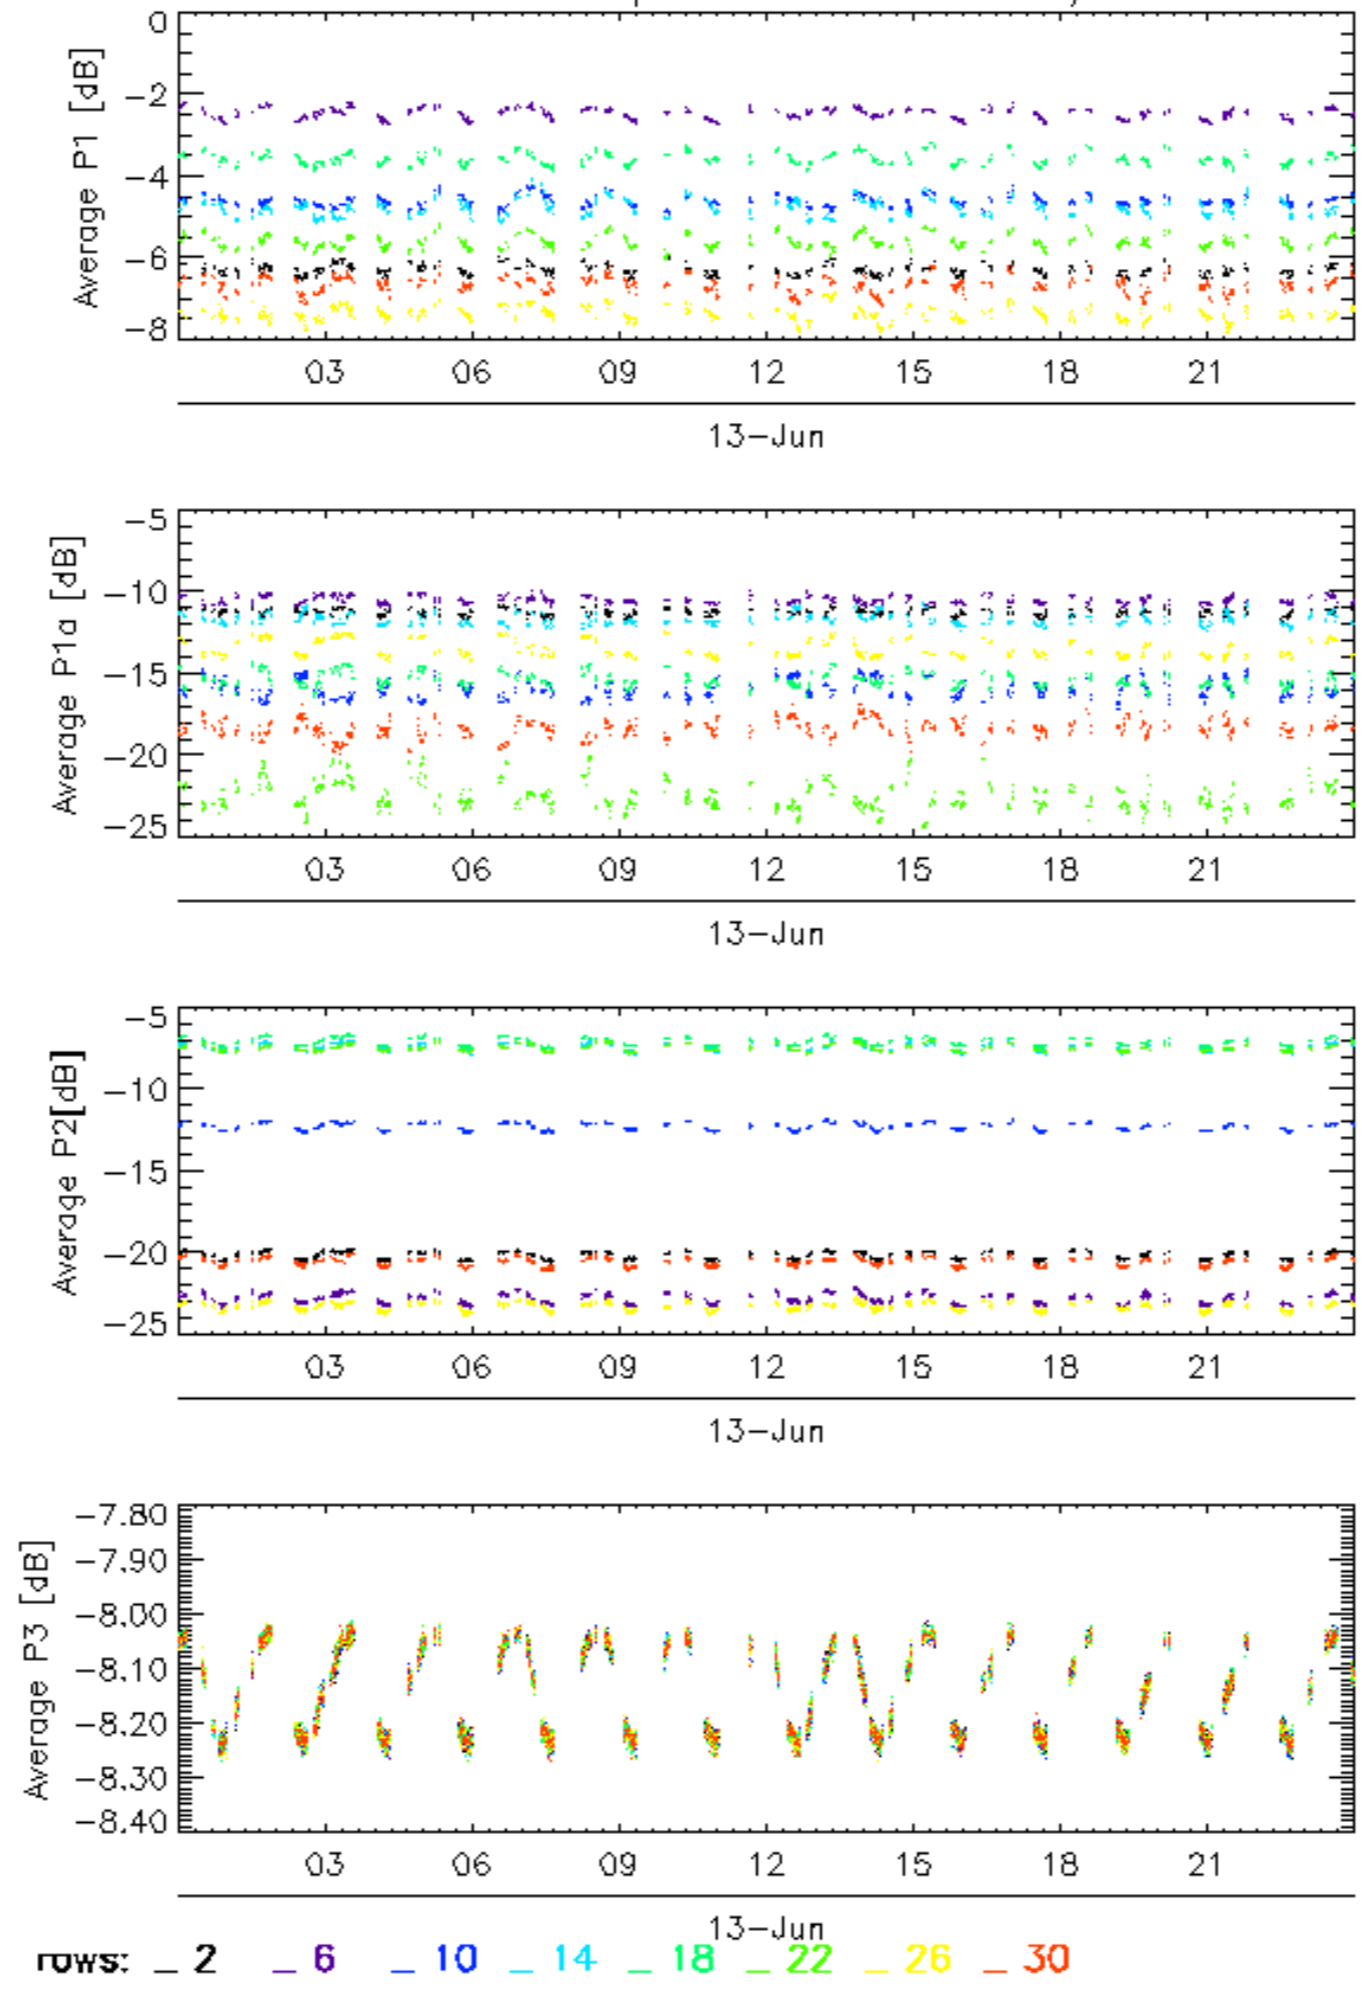 0
−2
−4
−6
−8
Average P1 [dB]
03 06 09 12 15 18 21
13−Jun
−5
−10
−15
−20
−25
Average P1a [dB]
03 06 09 12 15 18 21
13−Jun
−5
−10
−15
−20
−25
Average P2[dB]
03 06 09 12 15 18 21
13−Jun
−7.80
−7.90
−8.00
−8.10
−8.20
−8.30
−8.40
Average P3 [dB]
03 06 09 12 15 18 21
13−Jun
rows: _ 2 _ 6 _ 10 _ 14 _ 18 _ 22 _ 26 _ 30